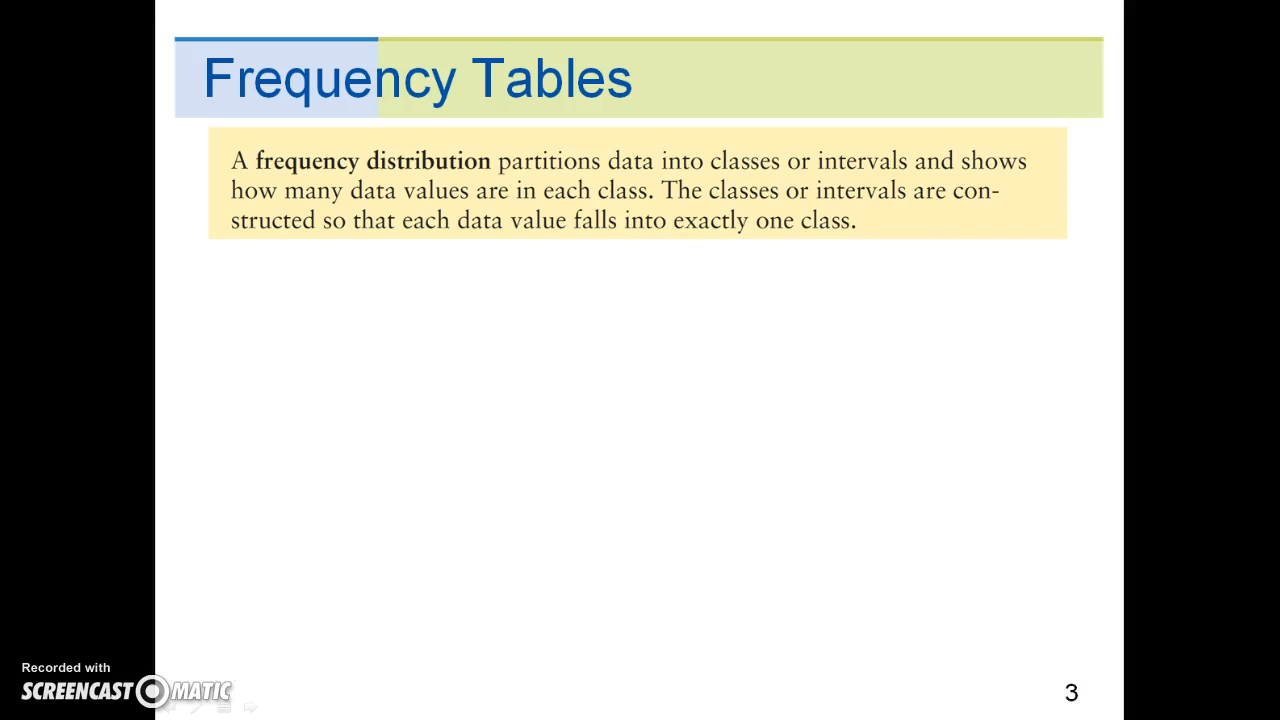 Frequency Tables
A frequency distribution partitions data into classes or intervals and shows
how many data values are in each class. The classes or intervals are con-
structed so that each data value falls into exactly one class.
Recorded with
SCREENCAST MATIC
3